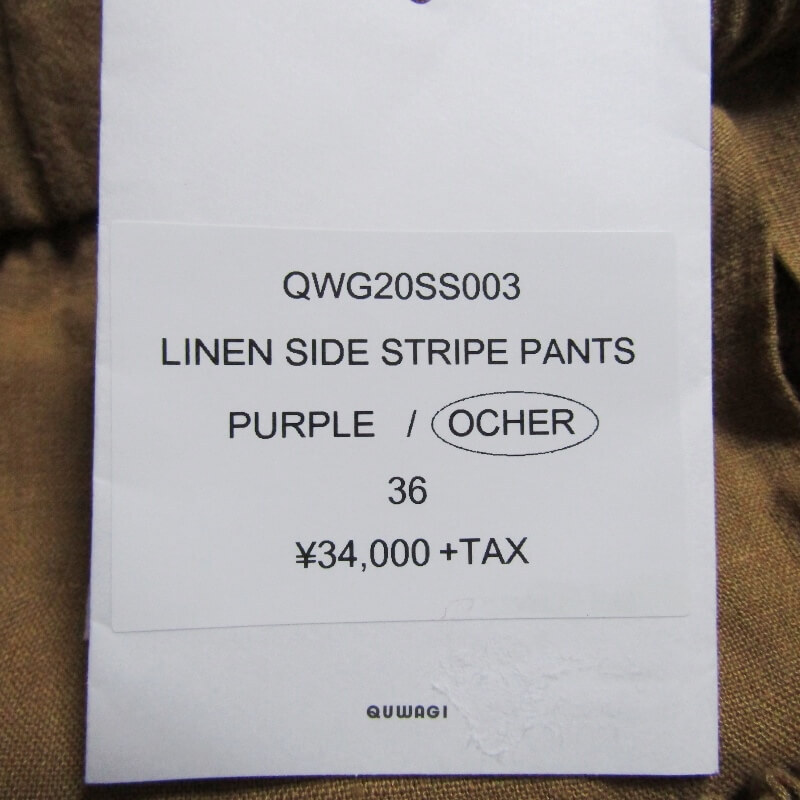 QWG20SS003
LINEN SIDE STRIPE PANTS
PURPLE / OCHER
36
¥34,000 +TAX
QUWAGI